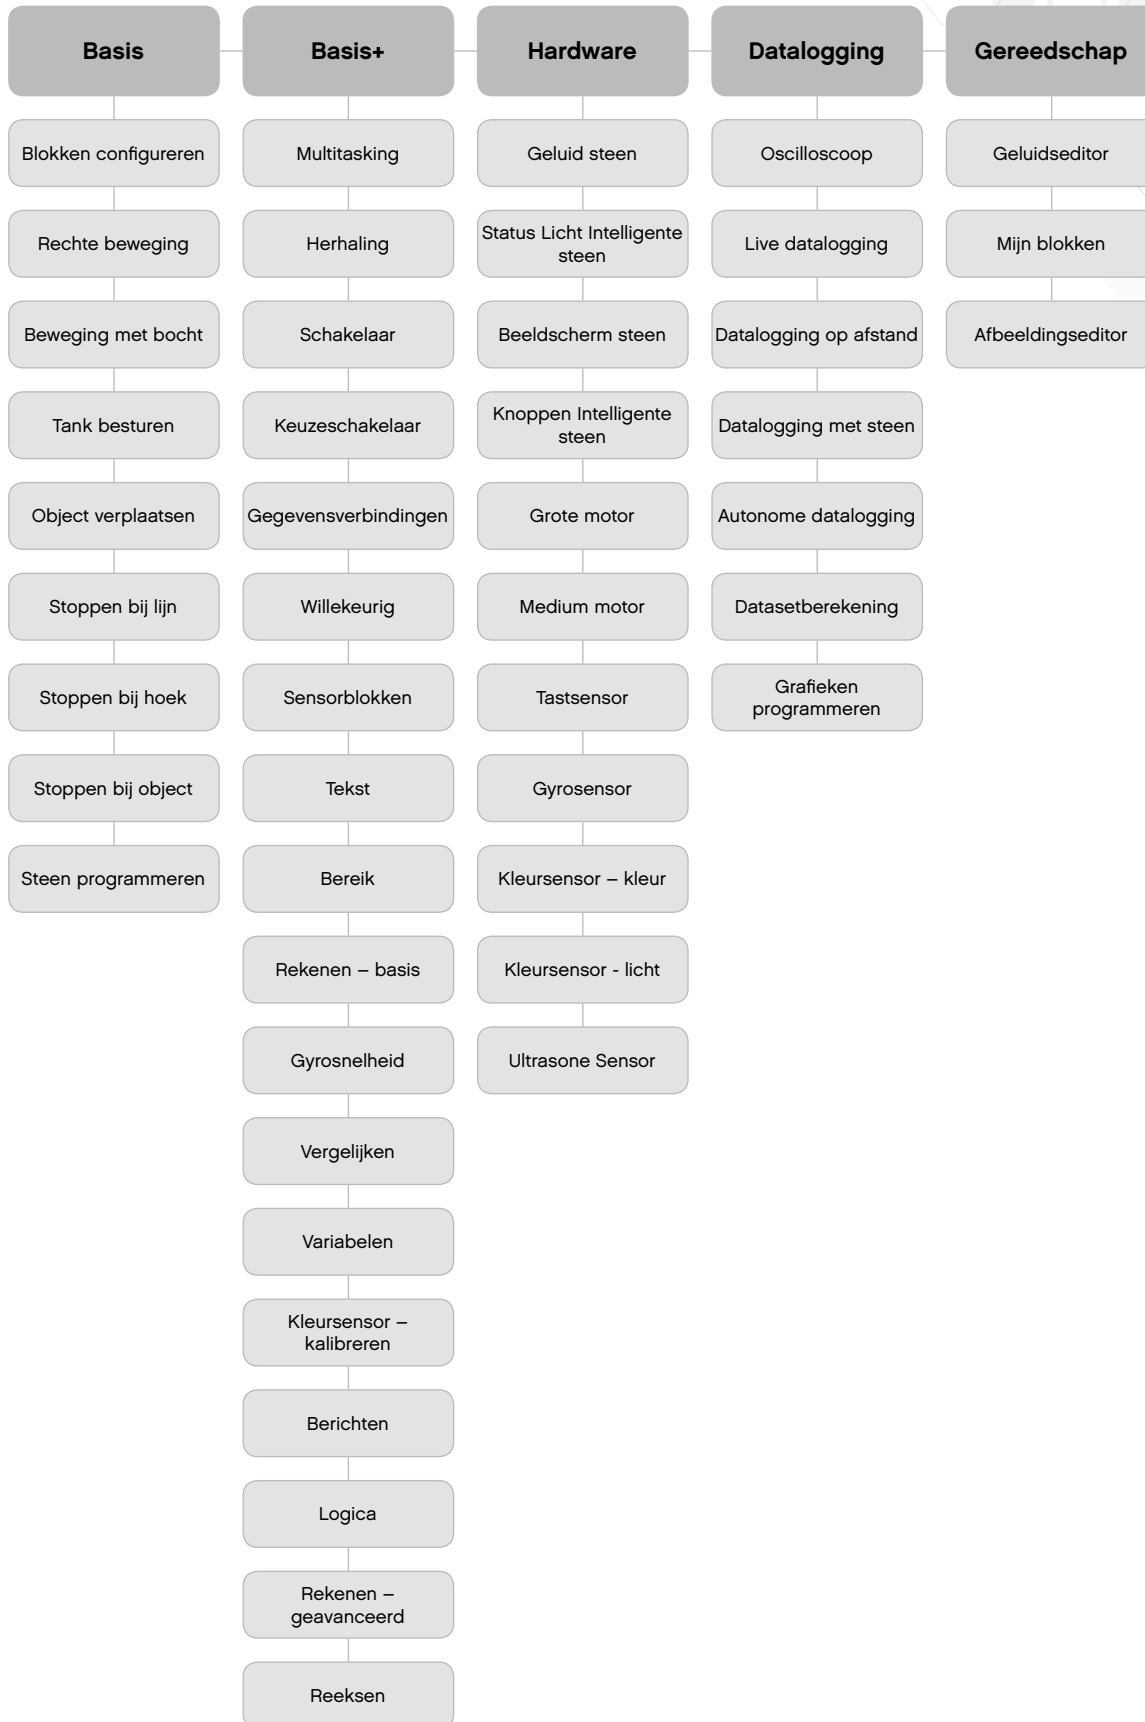 Basis
Blokken configureren
Rechte beweging
Beweging met bocht
Tank besturen
Object verplaatsen
Stoppen bij lijn
Stoppen bij hoek
Stoppen bij object
Steen programmeren
Basis+
Multitasking
Herhaling
Schakelaar
Keuzeschakelaar
Gegevensverbindingen
Willekeurig
Sensorblokken
Tekst
Bereik
Rekenen – basis
Gyrosnelheid
Vergelijken
Variabelen
Kleursensor –
kalibreren
Berichten
Logica
Rekenen –
geavanceerd
Reeksen
Hardware
Geluid steen
Status Licht Intelligente
steen
Beeldscherm steen
Knoppen Intelligente
steen
Grote motor
Medium motor
Tastsensor
Gyrosensor
Kleursensor – kleur
Kleursensor - licht
Ultrasone Sensor
Datalogging
Oscilloscoop
Live datalogging
Datalogging op afstand
Datalogging met steen
Autonome datalogging
Datasetberekening
Grafieken
programmeren
Gereedschap
Geluidseditor
Mijn blokken
Afbeeldingseditor